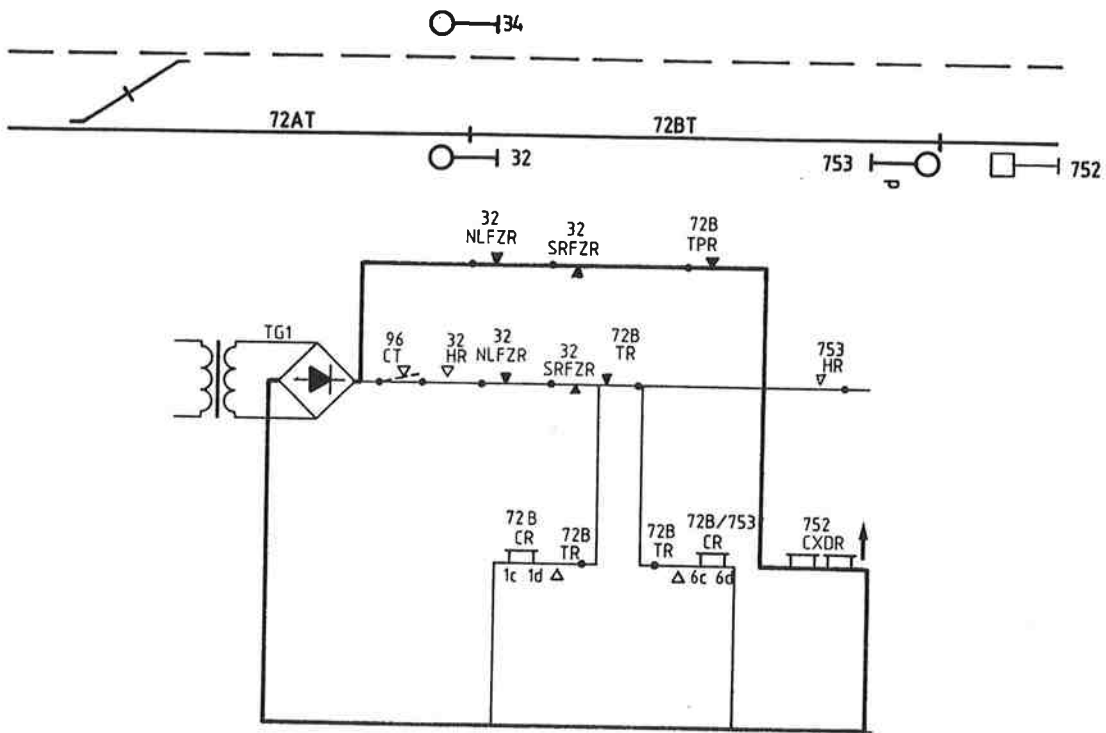 34
72AT
72BT
32
753
P
752
32
NLFZR
32
SRFZR
72B
TPR
TG1
96
CT
32
HR
32
NLFZR
32
SRFZR
72B
TR
753
HR
72B
CR
1c 1d
72B
TR
72B
TR
72B/753
CR
6c 6d
752
CXDR